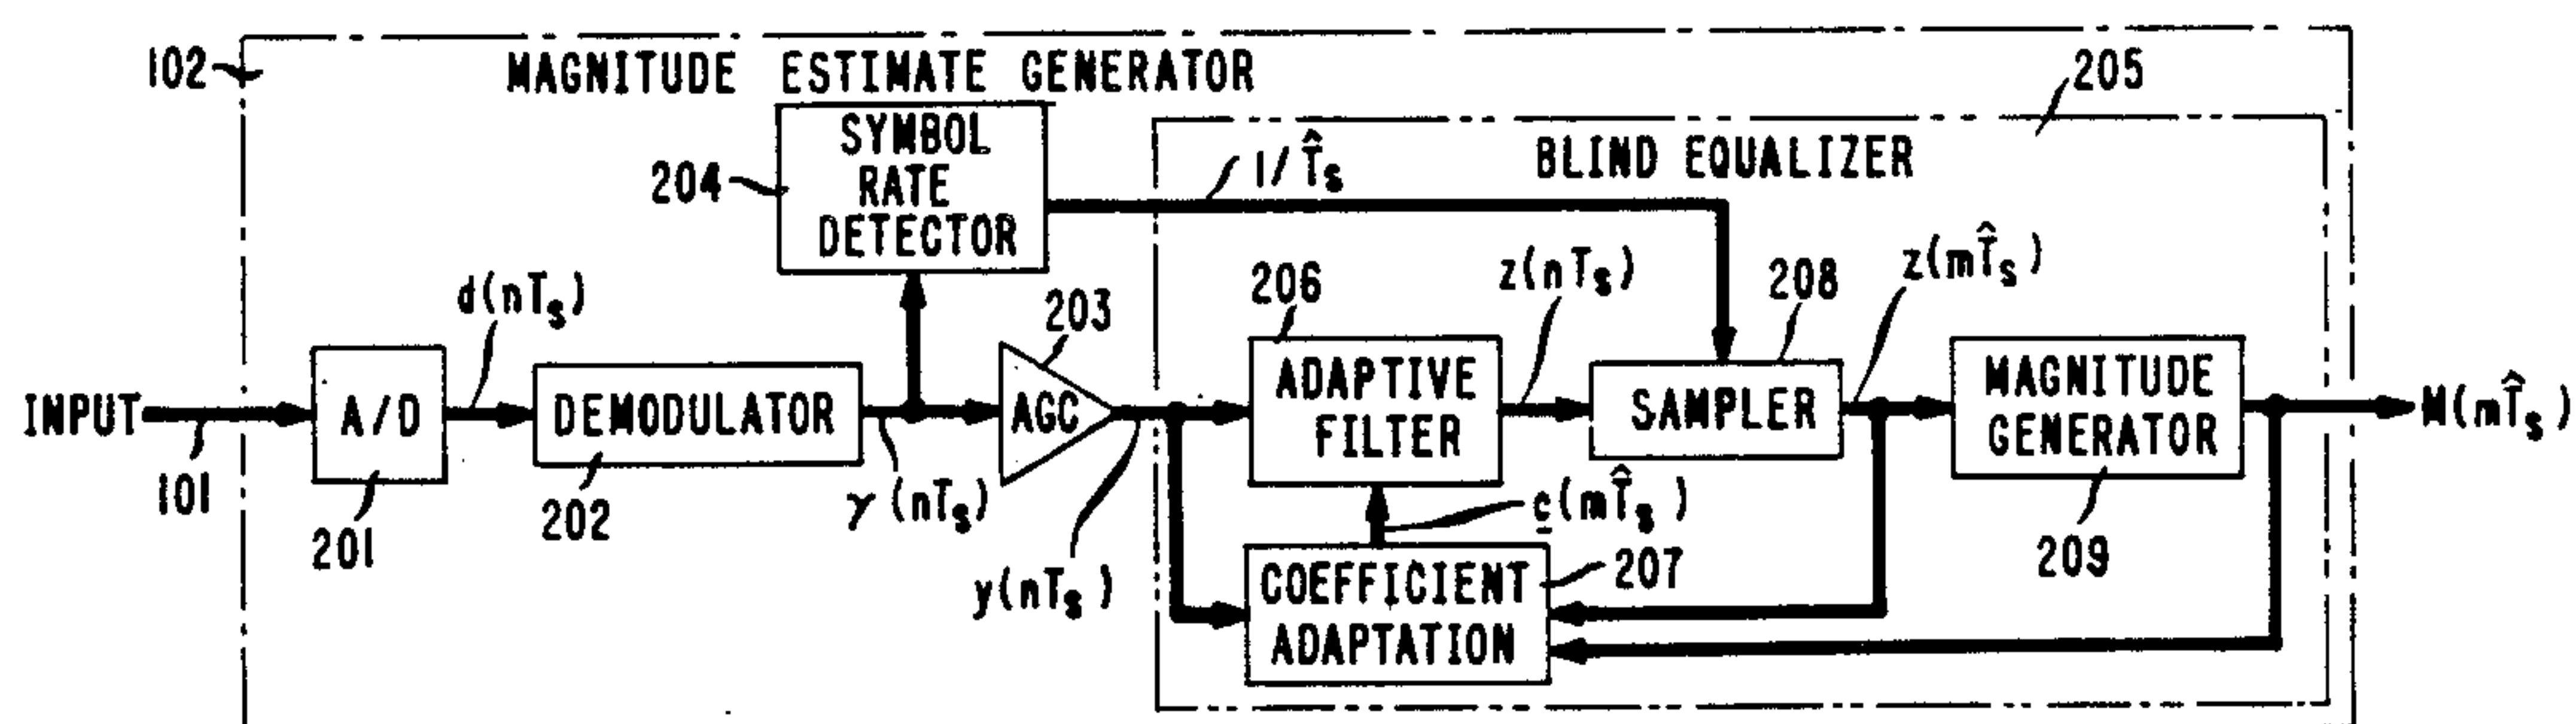 102
MAGNITUDE ESTIMATE GENERATOR
205
SYMBOL
RATE
DETECTOR
204
1/T̂s
BLIND EQUALIZER
d(nTs)
203
206
z(nTs)
208
z(mT̂s)
INPUT
101
A/D
201
DEMODULATOR
202
γ(nTs)
AGC
y(nTs)
ADAPTIVE
FILTER
SAMPLER
MAGNITUDE
GENERATOR
209
M(mT̂s)
c(mT̂s)
COEFFICIENT
ADAPTATION
207